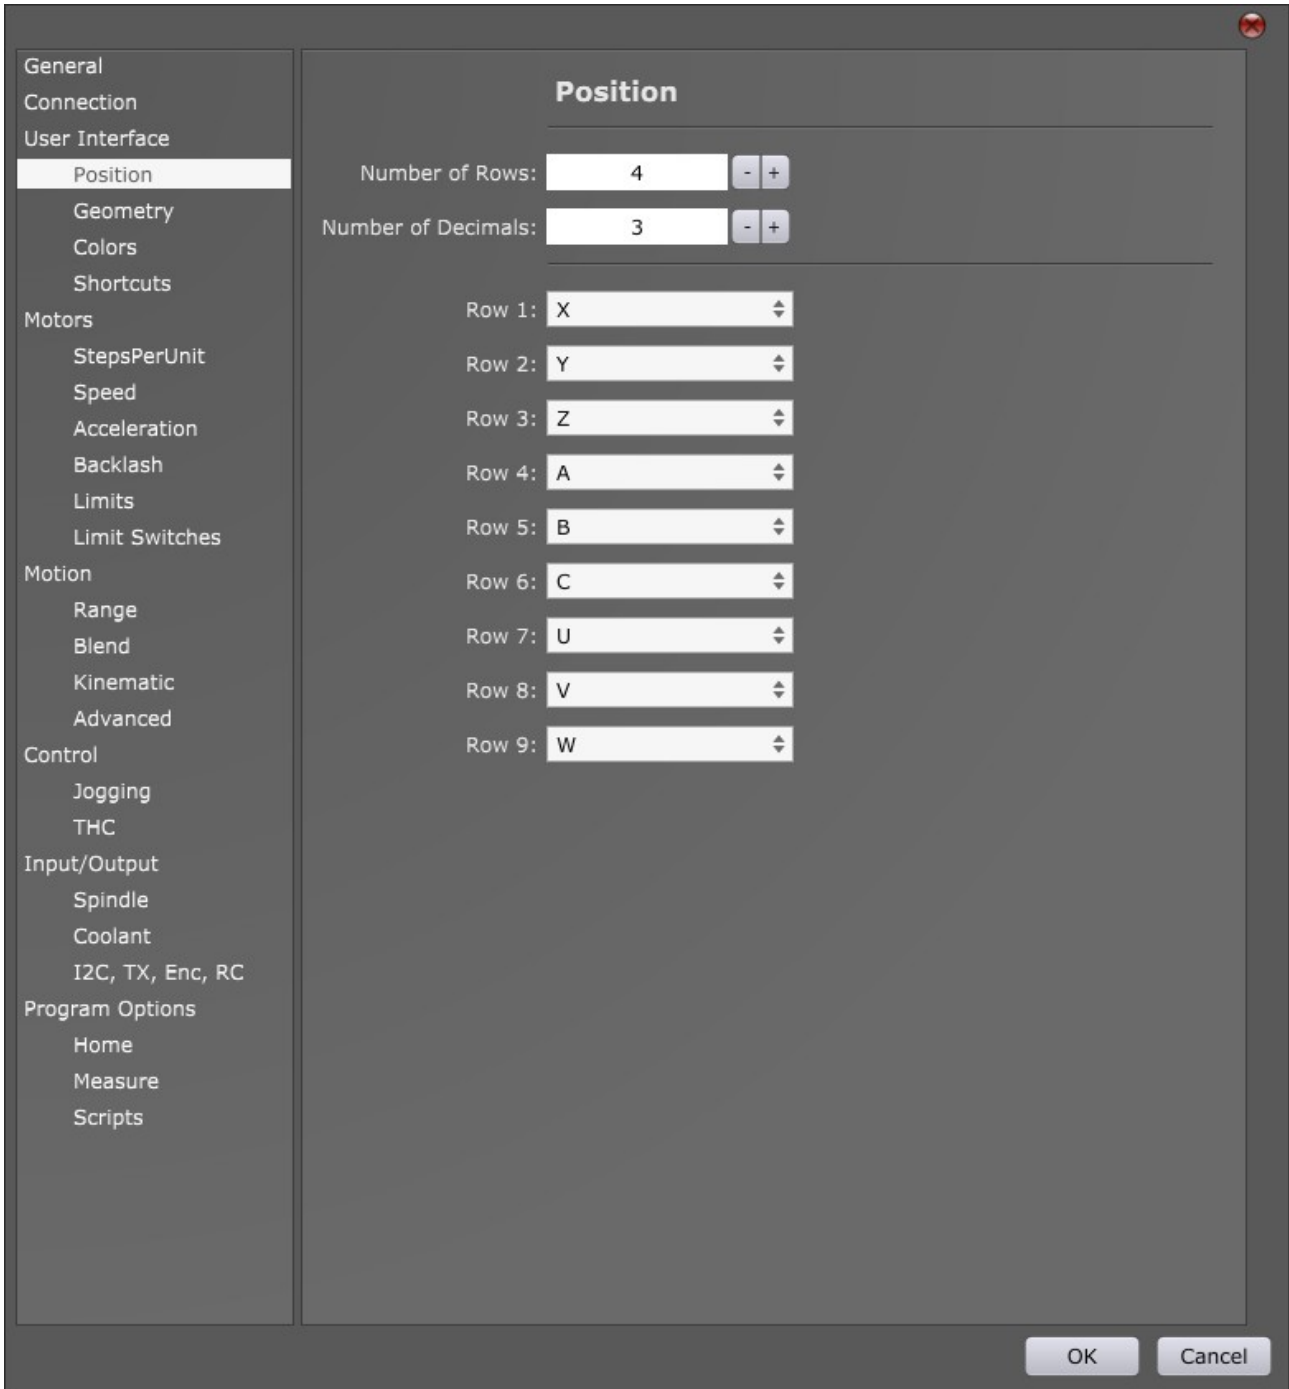 General
Connection
User Interface
Position
Geometry
Colors
Shortcuts
Motors
StepsPerUnit
Speed
Acceleration
Backlash
Limits
Limit Switches
Motion
Range
Blend
Kinematic
Advanced
Control
Jogging
THC
Input/Output
Spindle
Coolant
I2C, TX, Enc, RC
Program Options
Home
Measure
Scripts
Position
Number of Rows: 4 - +
Number of Decimals: 3 - +
Row 1: X
Row 2: Y
Row 3: Z
Row 4: A
Row 5: B
Row 6: C
Row 7: U
Row 8: V
Row 9: W
OK Cancel